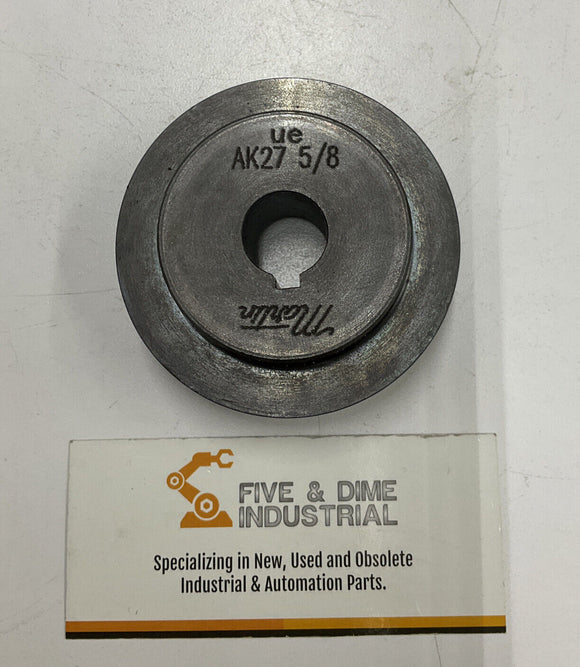 ue
AK27 5/8
Martin
FIVE & DIME
INDUSTRIAL
Specializing in New, Used and Obsolete
Industrial & Automation Parts.